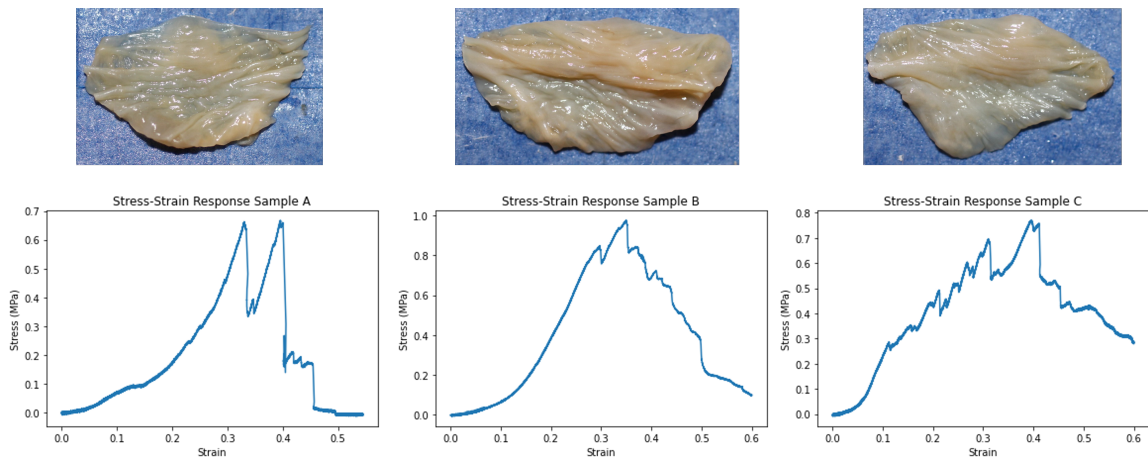 Stress-Strain Response Sample A
0.7
0.6
0.5
0.4
0.3
0.2
0.1
0.0
Stress (MPa)
0.0 0.1 0.2 0.3 0.4 0.5
Strain
Stress-Strain Response Sample B
1.0
0.8
0.6
0.4
0.2
0.0
Stress (MPa)
0.0 0.1 0.2 0.3 0.4 0.5 0.6
Strain
Stress-Strain Response Sample C
0.8
0.7
0.6
0.5
0.4
0.3
0.2
0.1
0.0
Stress (MPa)
0.0 0.1 0.2 0.3 0.4 0.5 0.6
Strain